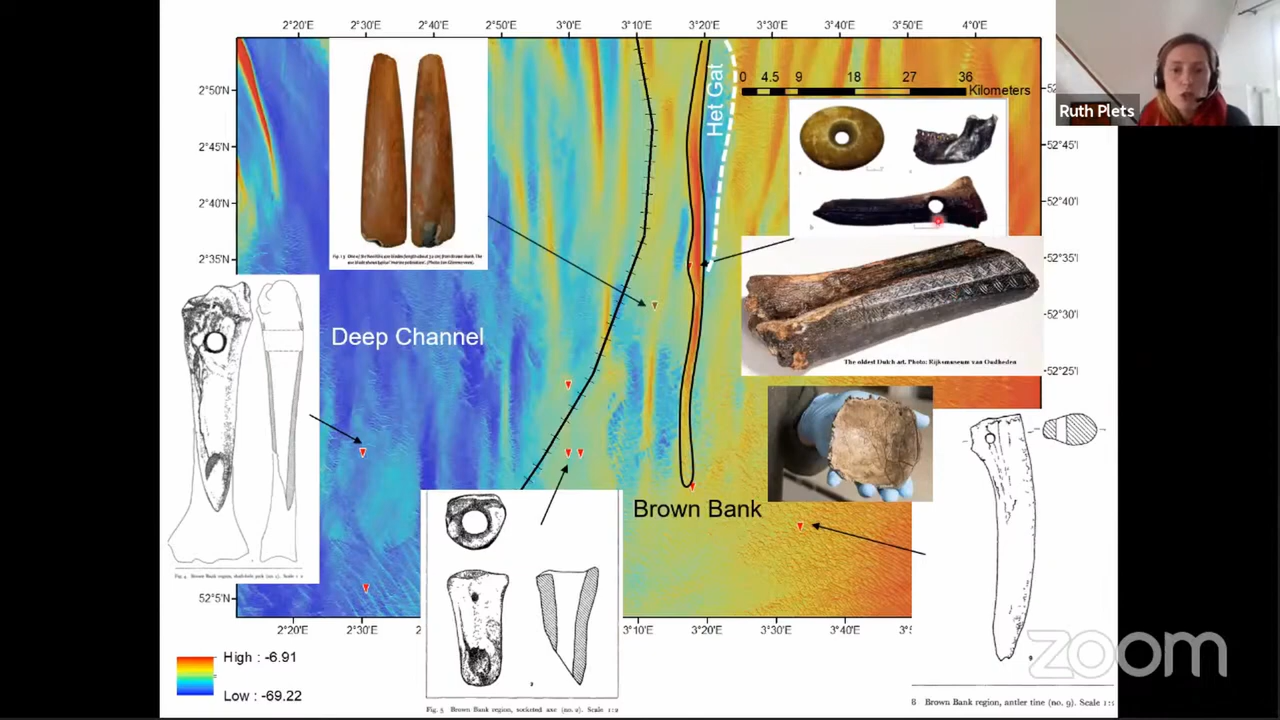 2°20'E 2°30'E 2°40'E 2°50'E 3°0'E 3°10'E 3°20'E 3°30'E 3°40'E 3°50'E 4°0'E
Ruth Plets
0 4.5 9 18 27 36
Kilometers
Het Gat
2°50'N
2°45'N
2°40'N
2°35'N
52°45'
52°40'
52°35'
52°30'
52°25'
Deep Channel
The oldest Dutch art. Photo: Rijksmuseum van Oudheden
Brown Bank
52°5'N
2°20'E 2°30'E 3°10'E 3°20'E 3°30'E 3°40'E
High : -6.91
Low : -69.22
Fig. 4 Brown Bank region,
Fig. 5 Brown Bank region, socketed axe (no. 2). Scale 1:2
8 Brown Bank region, antler tine (no. 9). Scale 1:
zoom